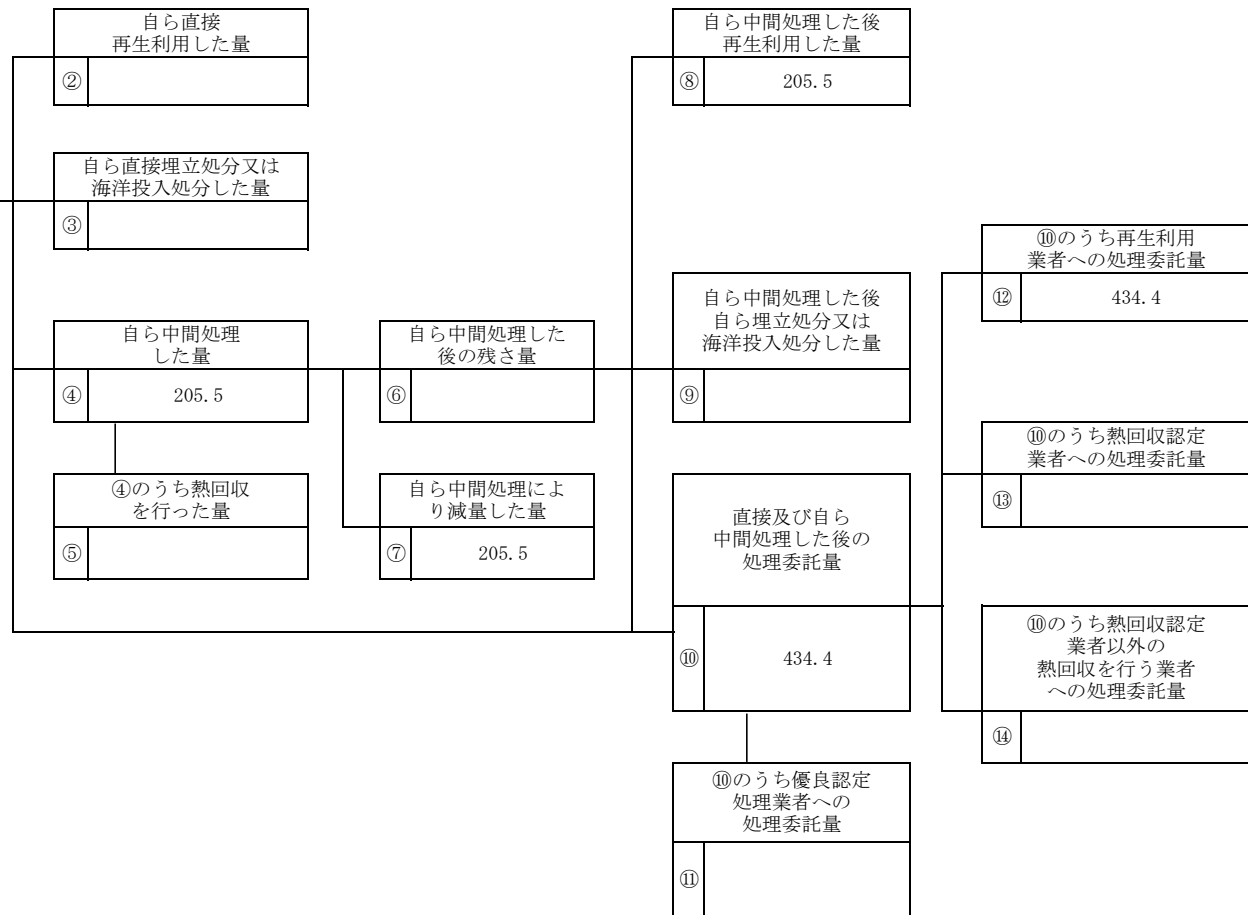 自ら直接
再生利用した量
②
自ら中間処理した後
再生利用した量
⑧ 205.5
自ら直接埋立処分又は
海洋投入処分した量
③
⑩のうち再生利用
業者への処理委託量
⑫ 434.4
自ら中間処理
した量
④ 205.5
自ら中間処理した
後の残さ量
⑥
自ら中間処理した後
自ら埋立処分又は
海洋投入処分した量
⑨
⑩のうち熱回収認定
業者への処理委託量
⑬
④のうち熱回収
を行った量
⑤
自ら中間処理によ
り減量した量
⑦ 205.5
直接及び自ら
中間処理した後の
処理委託量
⑩ 434.4
⑩のうち熱回収認定
業者以外の
熱回収を行う業者
への処理委託量
⑭
⑩のうち優良認定
処理業者への
処理委託量
⑪